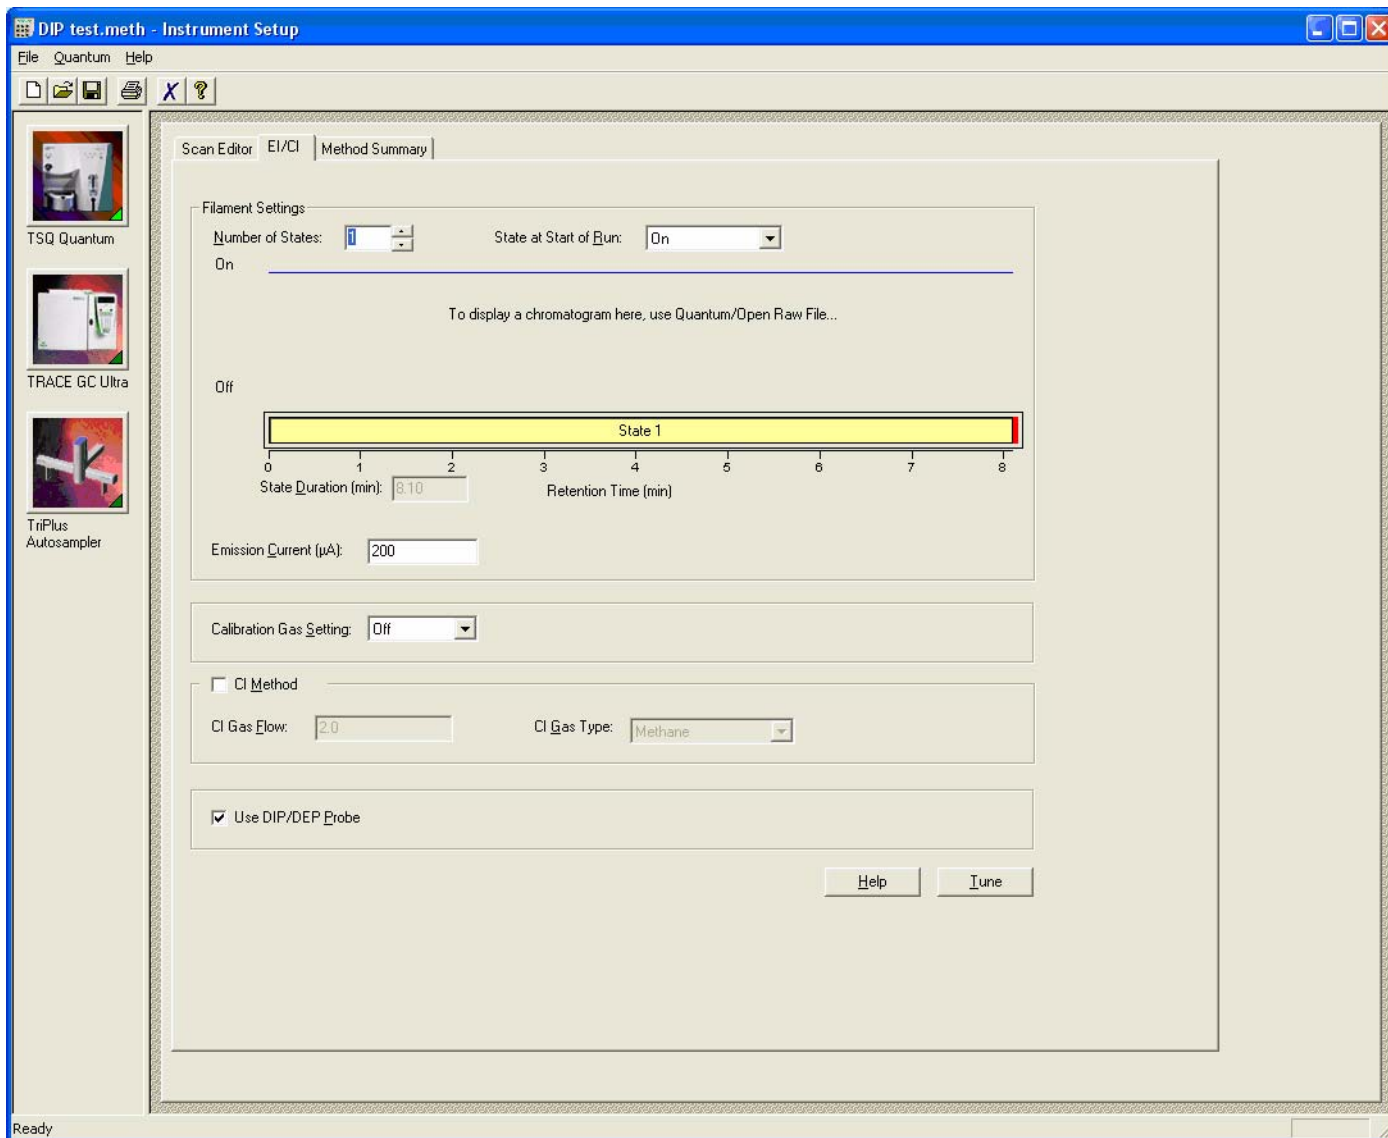 DIP test.meth - Instrument Setup
File Quantum Help
TSQ Quantum
TRACE GC Ultra
TriPlus
Autosampler
Scan Editor EI/CI Method Summary
Filament Settings
Number of States: 1 State at Start of Run: On
On
To display a chromatogram here, use Quantum/Open Raw File...
Off
State 1
0 1 2 3 4 5 6 7 8
State Duration (min): 8.10 Retention Time (min)
Emission Current (µA): 200
Calibration Gas Setting: Off
CI Method
CI Gas Flow: 2.0 CI Gas Type: Methane
Use DIP/DEP Probe
Help Tune
Ready